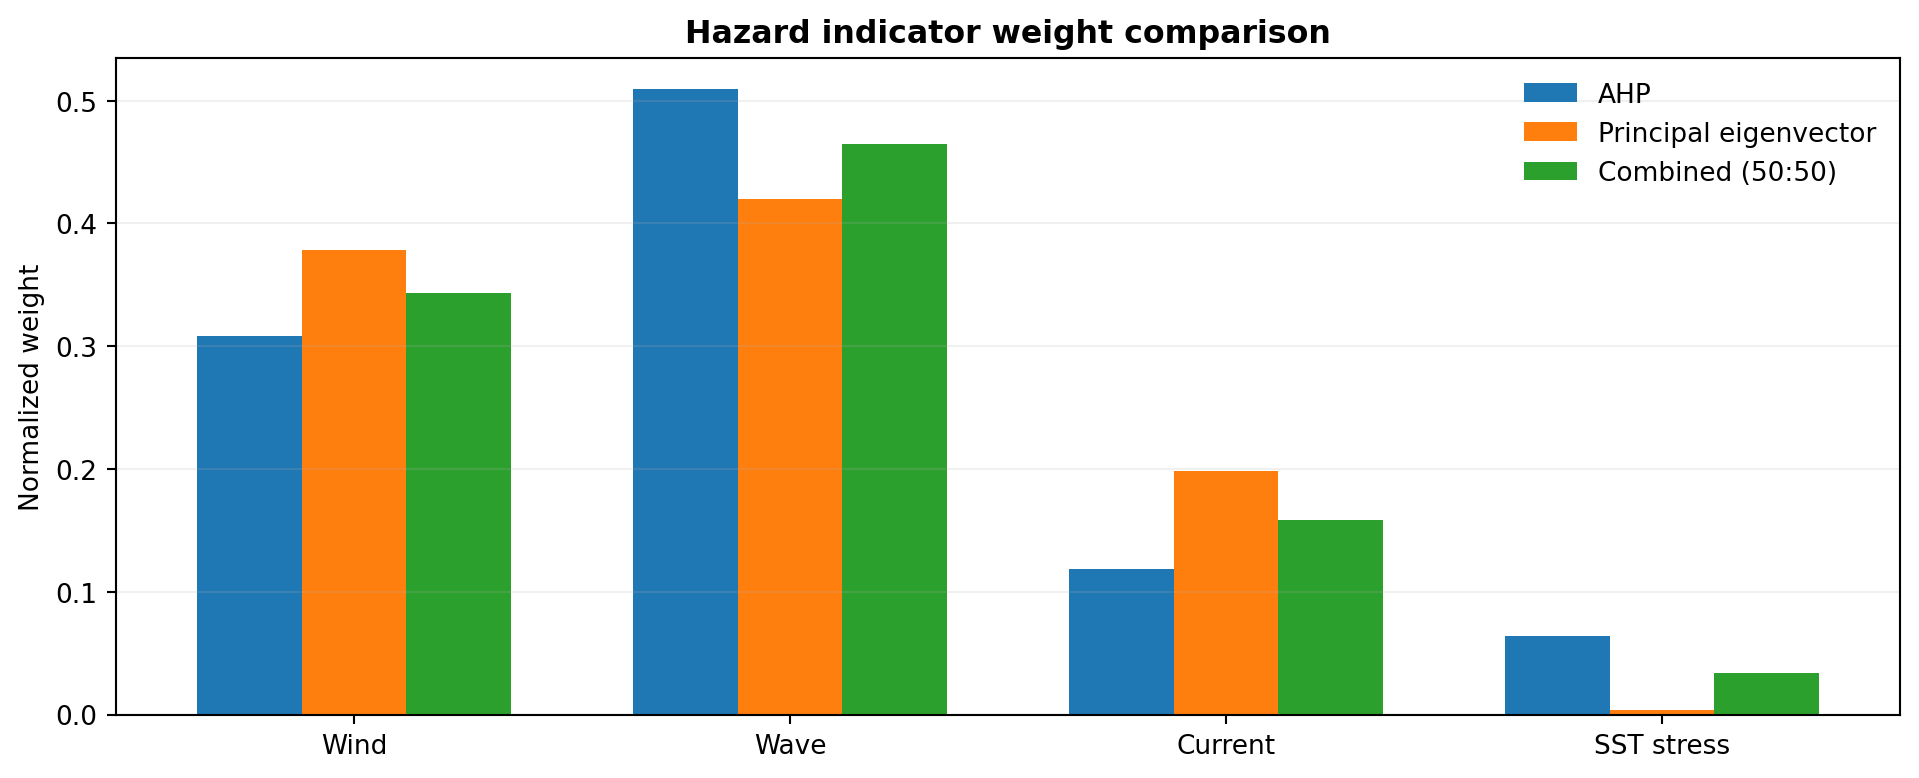 Hazard indicator weight comparison
AHP
Principal eigenvector
Combined (50:50)
Normalized weight
0.5
0.4
0.3
0.2
0.1
0.0
Wind
Wave
Current
SST stress